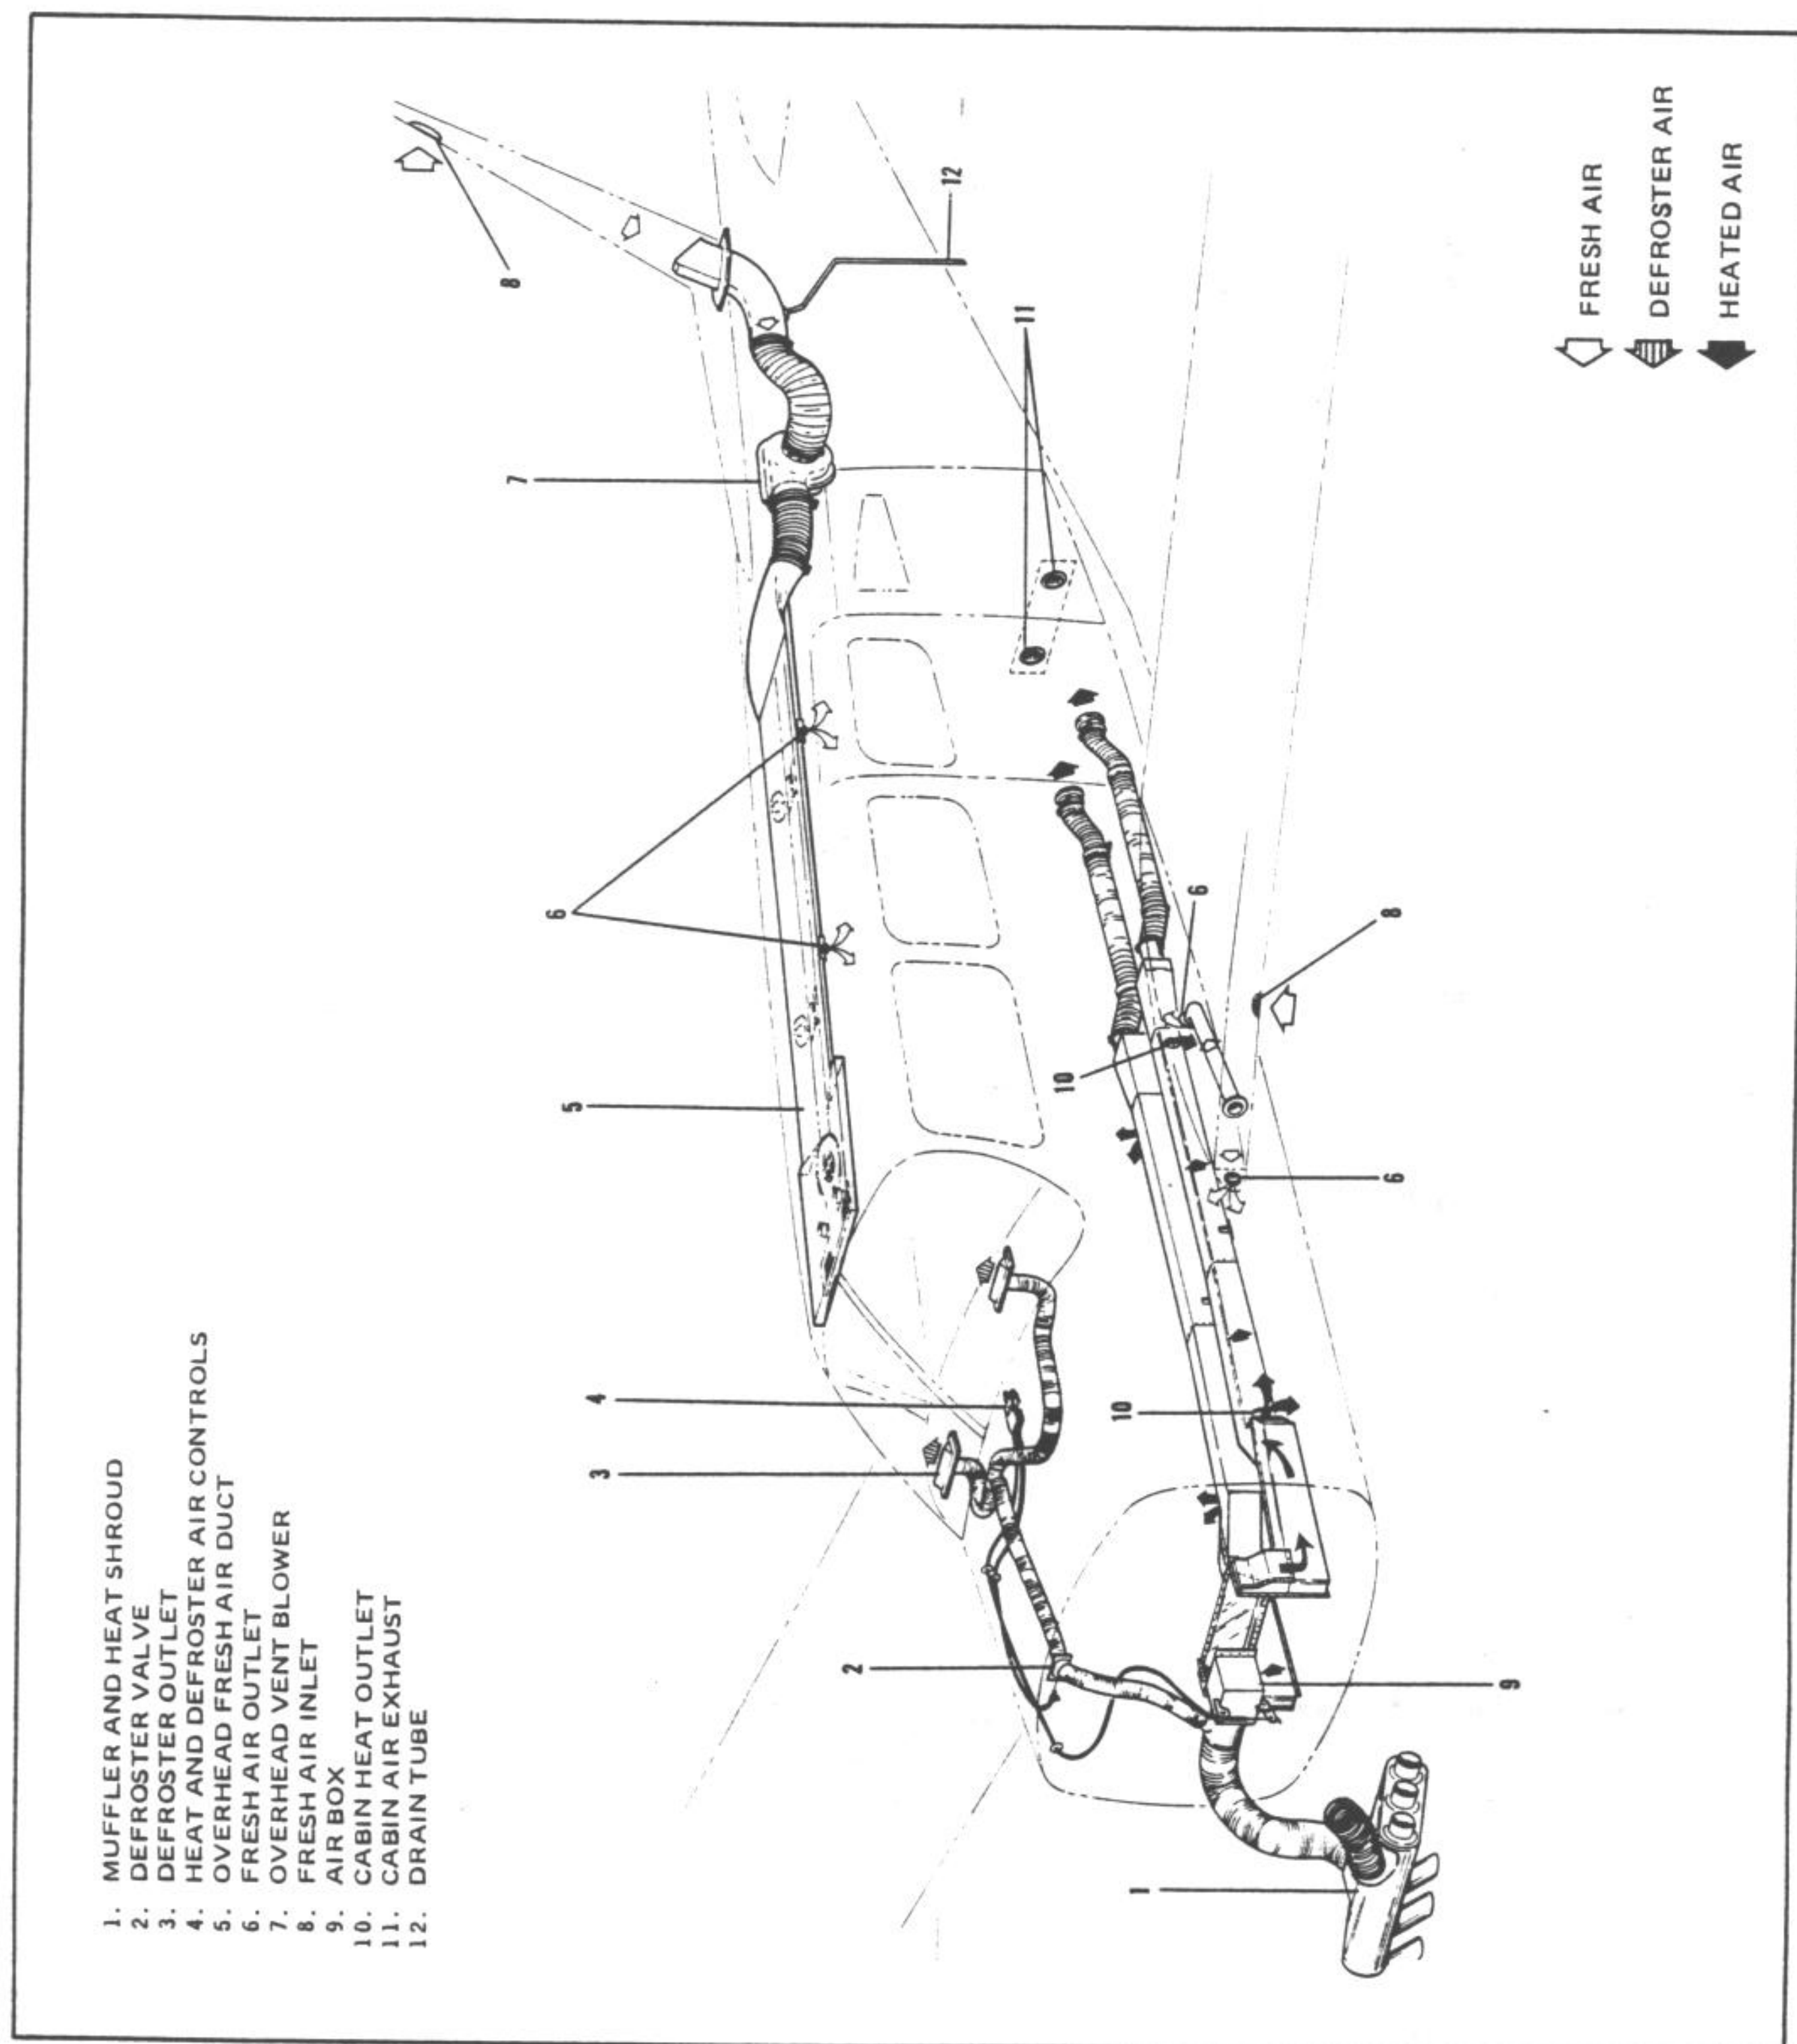 1. MUFFLER AND HEAT SHROUD
2. DEFROSTER VALVE
3. DEFROSTER OUTLET
4. HEAT AND DEFROSTER AIR CONTROLS
5. OVERHEAD FRESH AIR DUCT
6. FRESH AIR OUTLET
7. OVERHEAD VENT BLOWER
8. FRESH AIR INLET
9. AIR BOX
10. CABIN HEAT OUTLET
11. CABIN AIR EXHAUST
12. DRAIN TUBE
8
7
6
5
4
3
2
1
12
11
10
10
6
6
8
9
FRESH AIR
DEFROSTER AIR
HEATED AIR